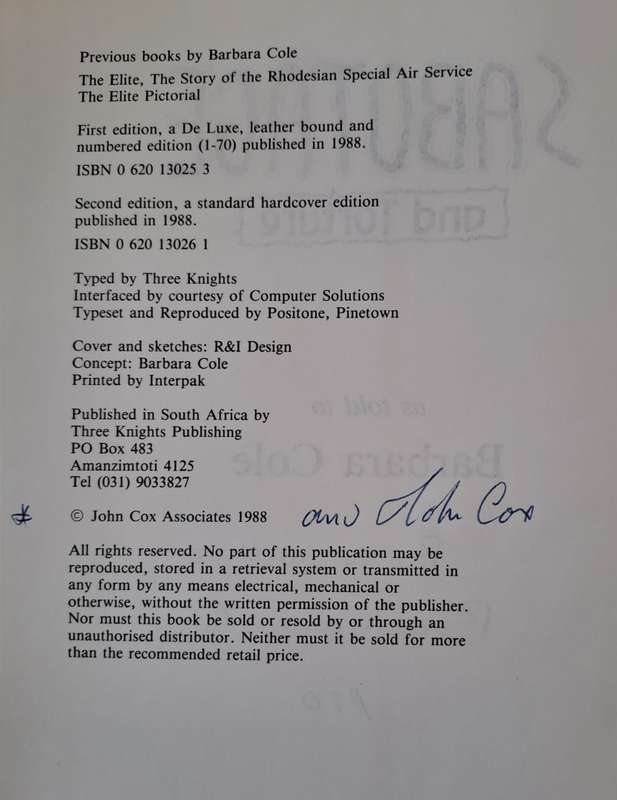 Previous books by Barbara Cole
The Elite, The Story of the Rhodesian Special Air Service
The Elite Pictorial
First edition, a De Luxe, leather bound and
numbered edition (1-70) published in 1988.
ISBN 0 620 13025 3
Second edition, a standard hardcover edition
published in 1988.
ISBN 0 620 13026 1
Typed by Three Knights
Interfaced by courtesy of Computer Solutions
Typeset and Reproduced by Positone, Pinetown
Cover and sketches: R&I Design
Concept: Barbara Cole
Printed by Interpak
Published in South Africa by
Three Knights Publishing
PO Box 483
Amanzimtoti 4125
Tel (031) 9033827
© John Cox Associates 1988 and John Cox
All rights reserved. No part of this publication may be
reproduced, stored in a retrieval system or transmitted in
any form by any means electrical, mechanical or
otherwise, without the written permission of the publisher.
Nor must this book be sold or resold by or through an
unauthorised distributor. Neither must it be sold for more
than the recommended retail price.